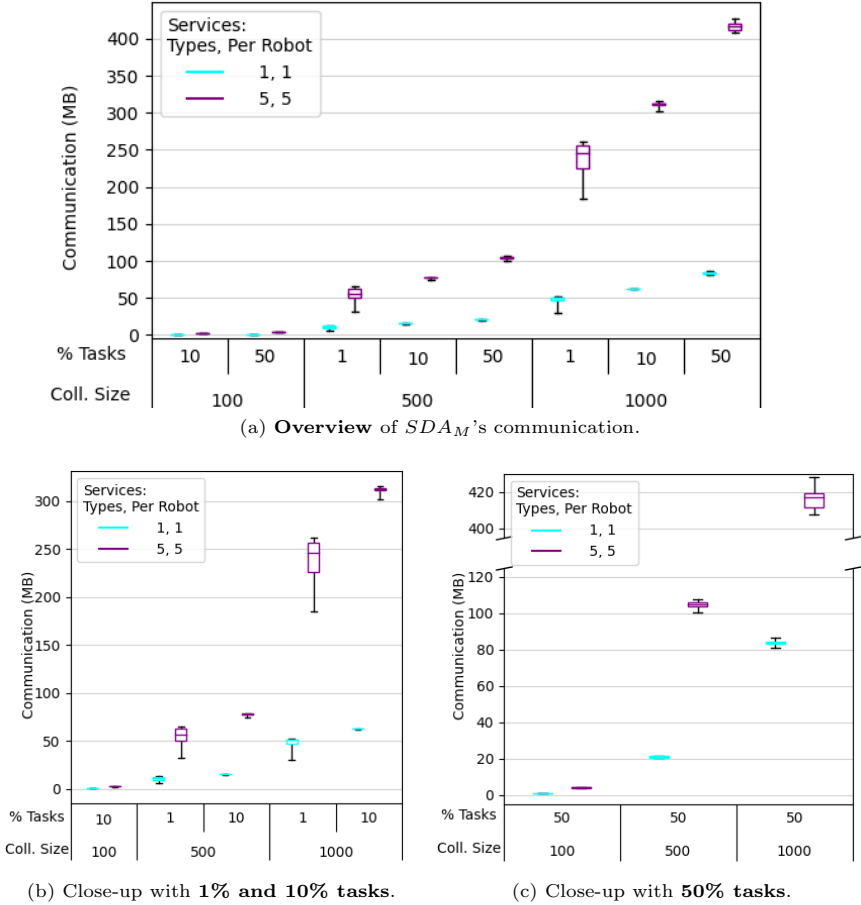 Services:
Types, Per Robot
1, 1
5, 5
Communication (MB)
400
350
300
250
200
150
100
50
0
% Tasks 10 50 1 10 50 1 10 50
Coll. Size 100 500 1000
(a) Overview of SDA_M's communication.
Services:
Types, Per Robot
1, 1
5, 5
Communication (MB)
300
250
200
150
100
50
0
% Tasks 10 1 10 1 10
Coll. Size 100 500 1000
(b) Close-up with 1% and 10% tasks.
Services:
Types, Per Robot
1, 1
5, 5
Communication (MB)
420
400
120
100
80
60
40
20
0
% Tasks 50 50 50
Coll. Size 100 500 1000
(c) Close-up with 50% tasks.